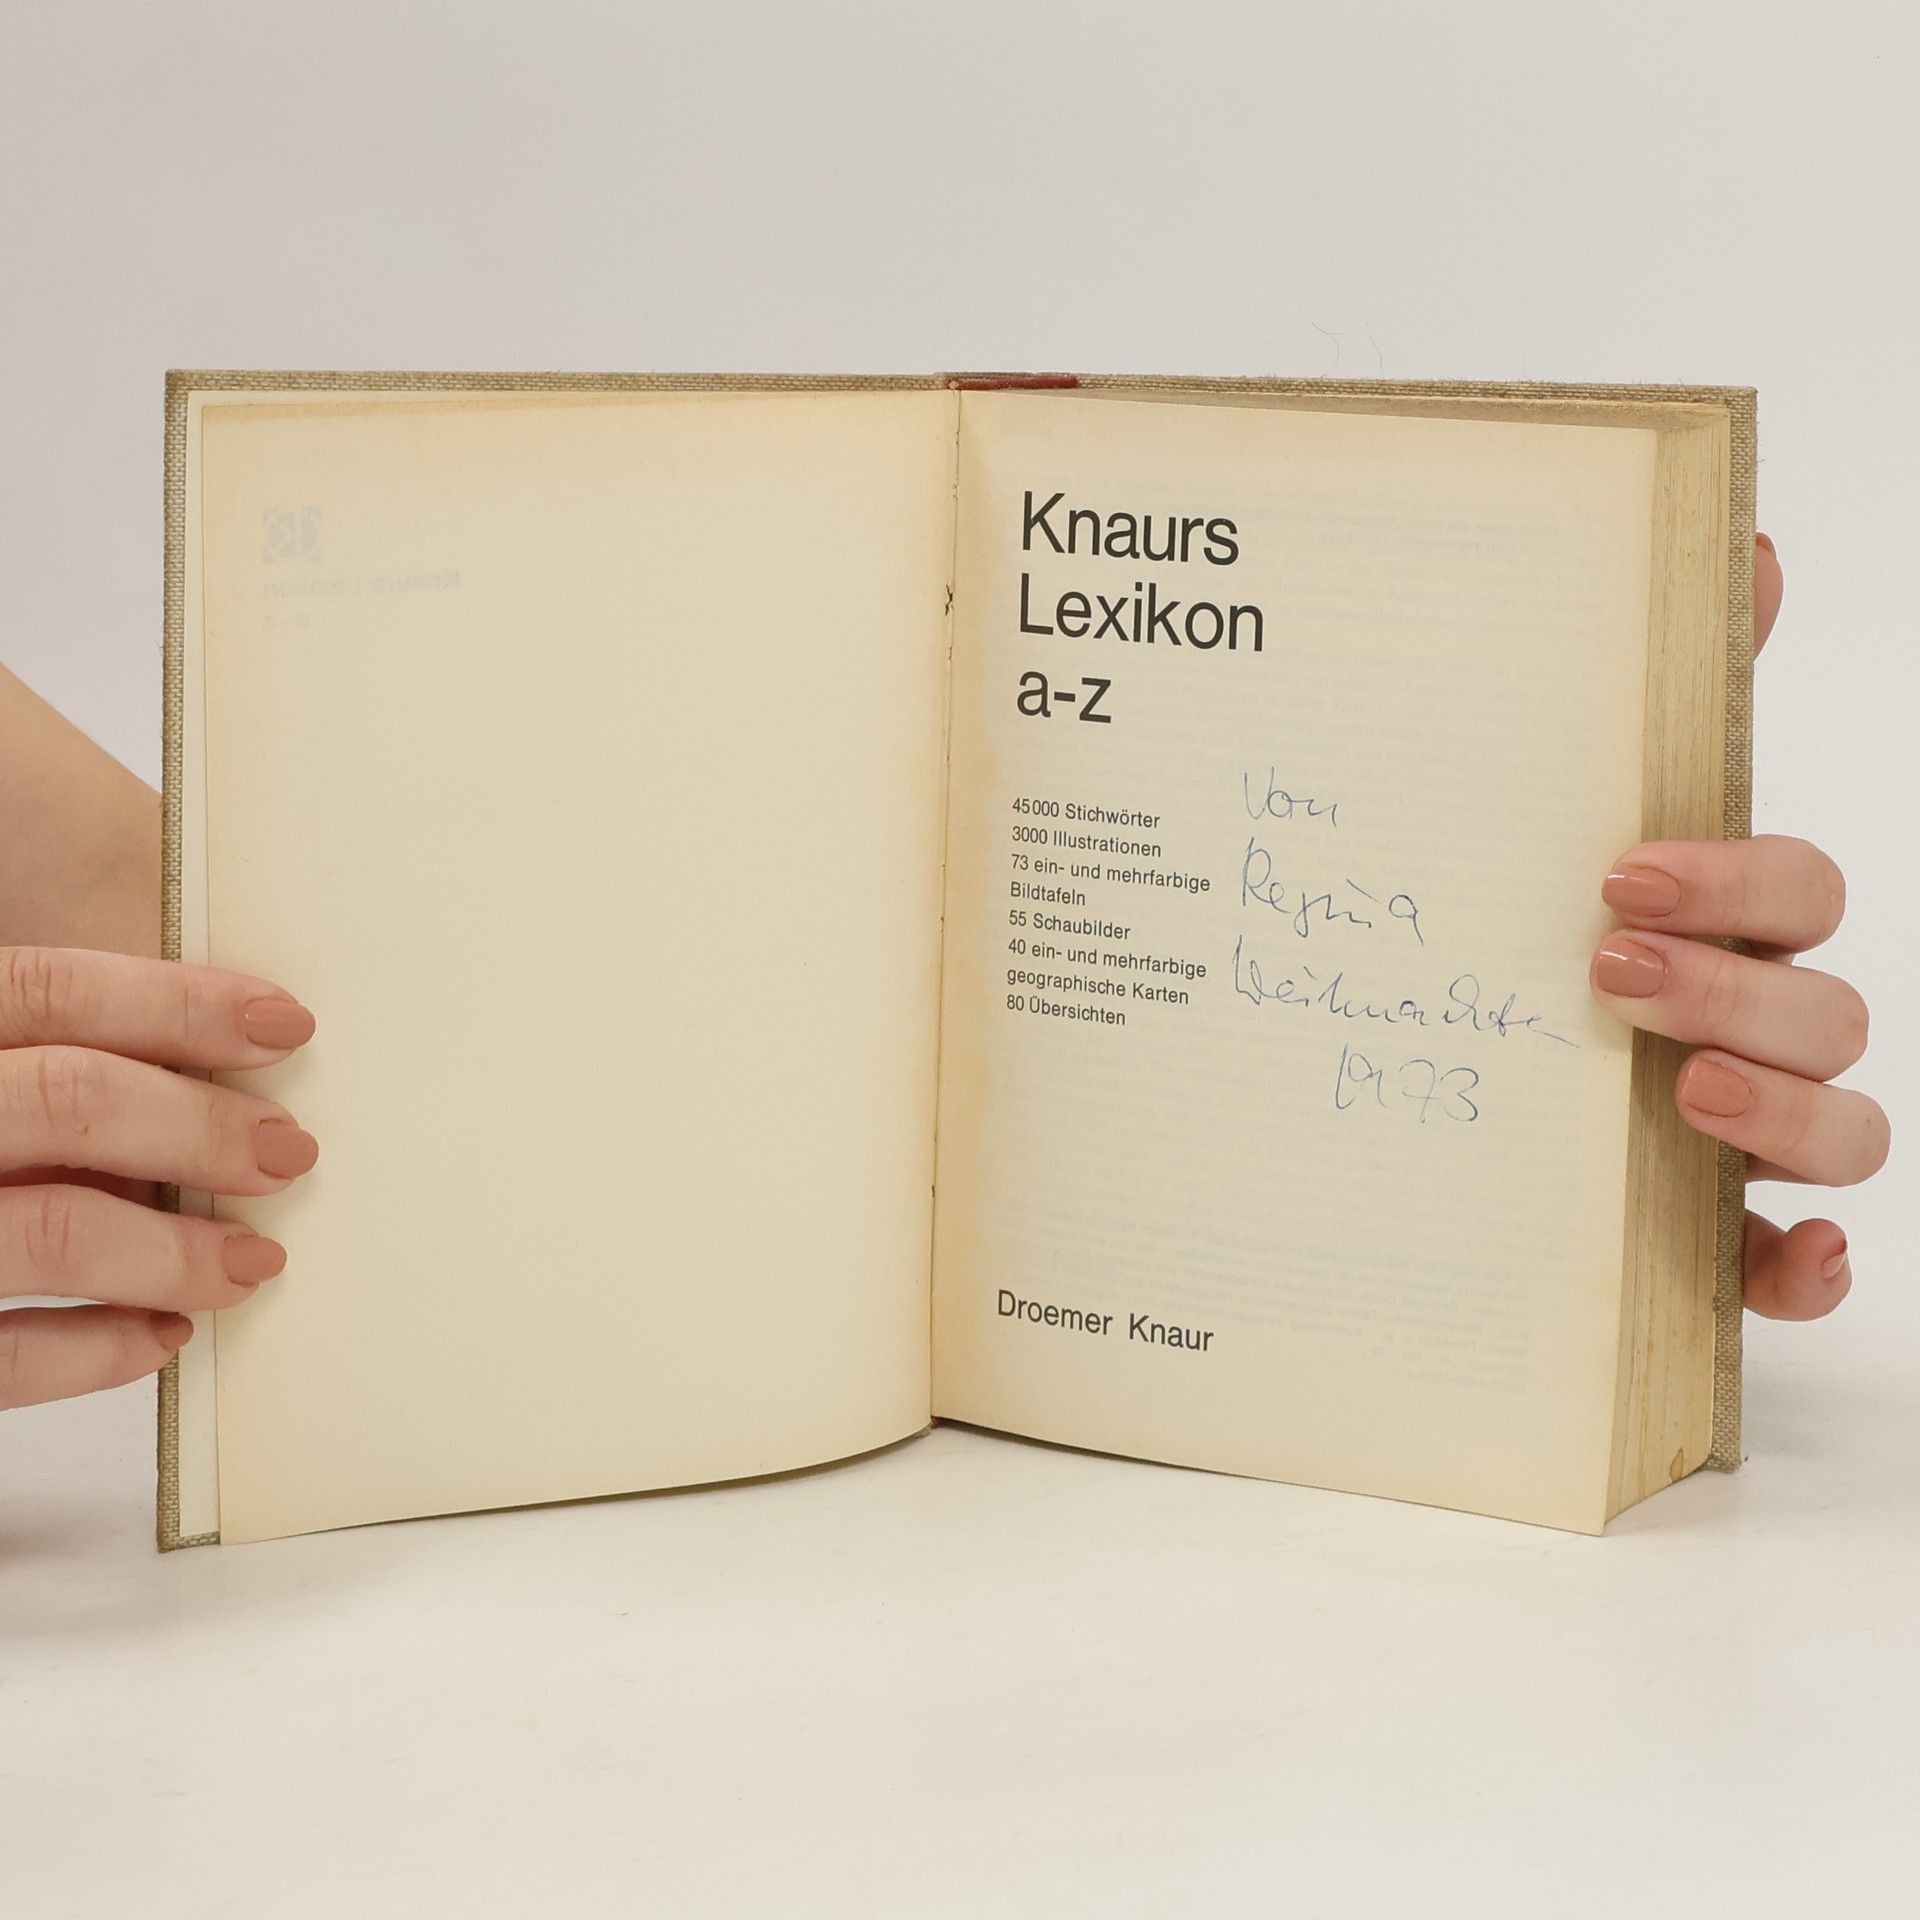 Knaurs
Lexikon
a-z
45000 Stichwörter
3000 Illustrationen
73 ein- und mehrfarbige
Bildtafeln
55 Schaubilder
40 ein- und mehrfarbige
geographische Karten
80 Übersichten
Von
Regina
Weihnachten
1973
Droemer Knaur